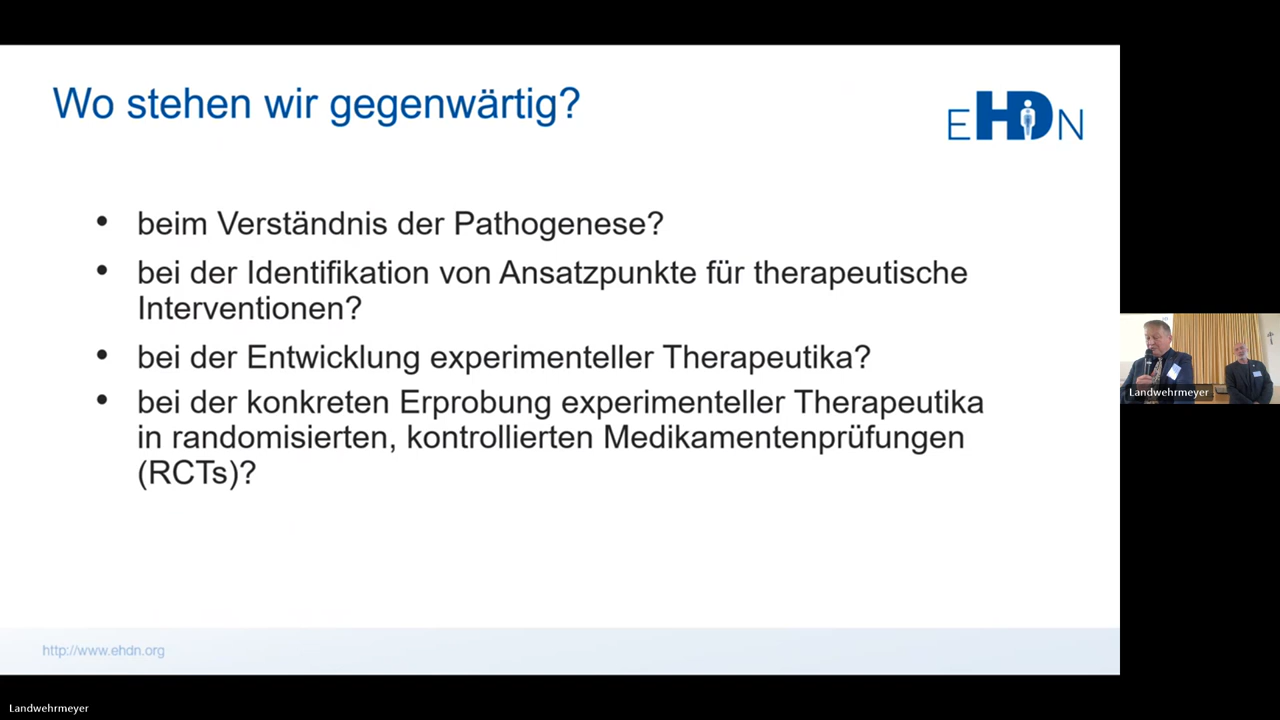 Wo stehen wir gegenwärtig?
EHDN
• beim Verständnis der Pathogenese?
• bei der Identifikation von Ansatzpunkte für therapeutische
Interventionen?
• bei der Entwicklung experimenteller Therapeutika?
• bei der konkreten Erprobung experimenteller Therapeutika
in randomisierten, kontrollierten Medikamentenprüfungen
(RCTs)?
Landwehrmeyer
http://www.ehdn.org
Landwehrmeyer